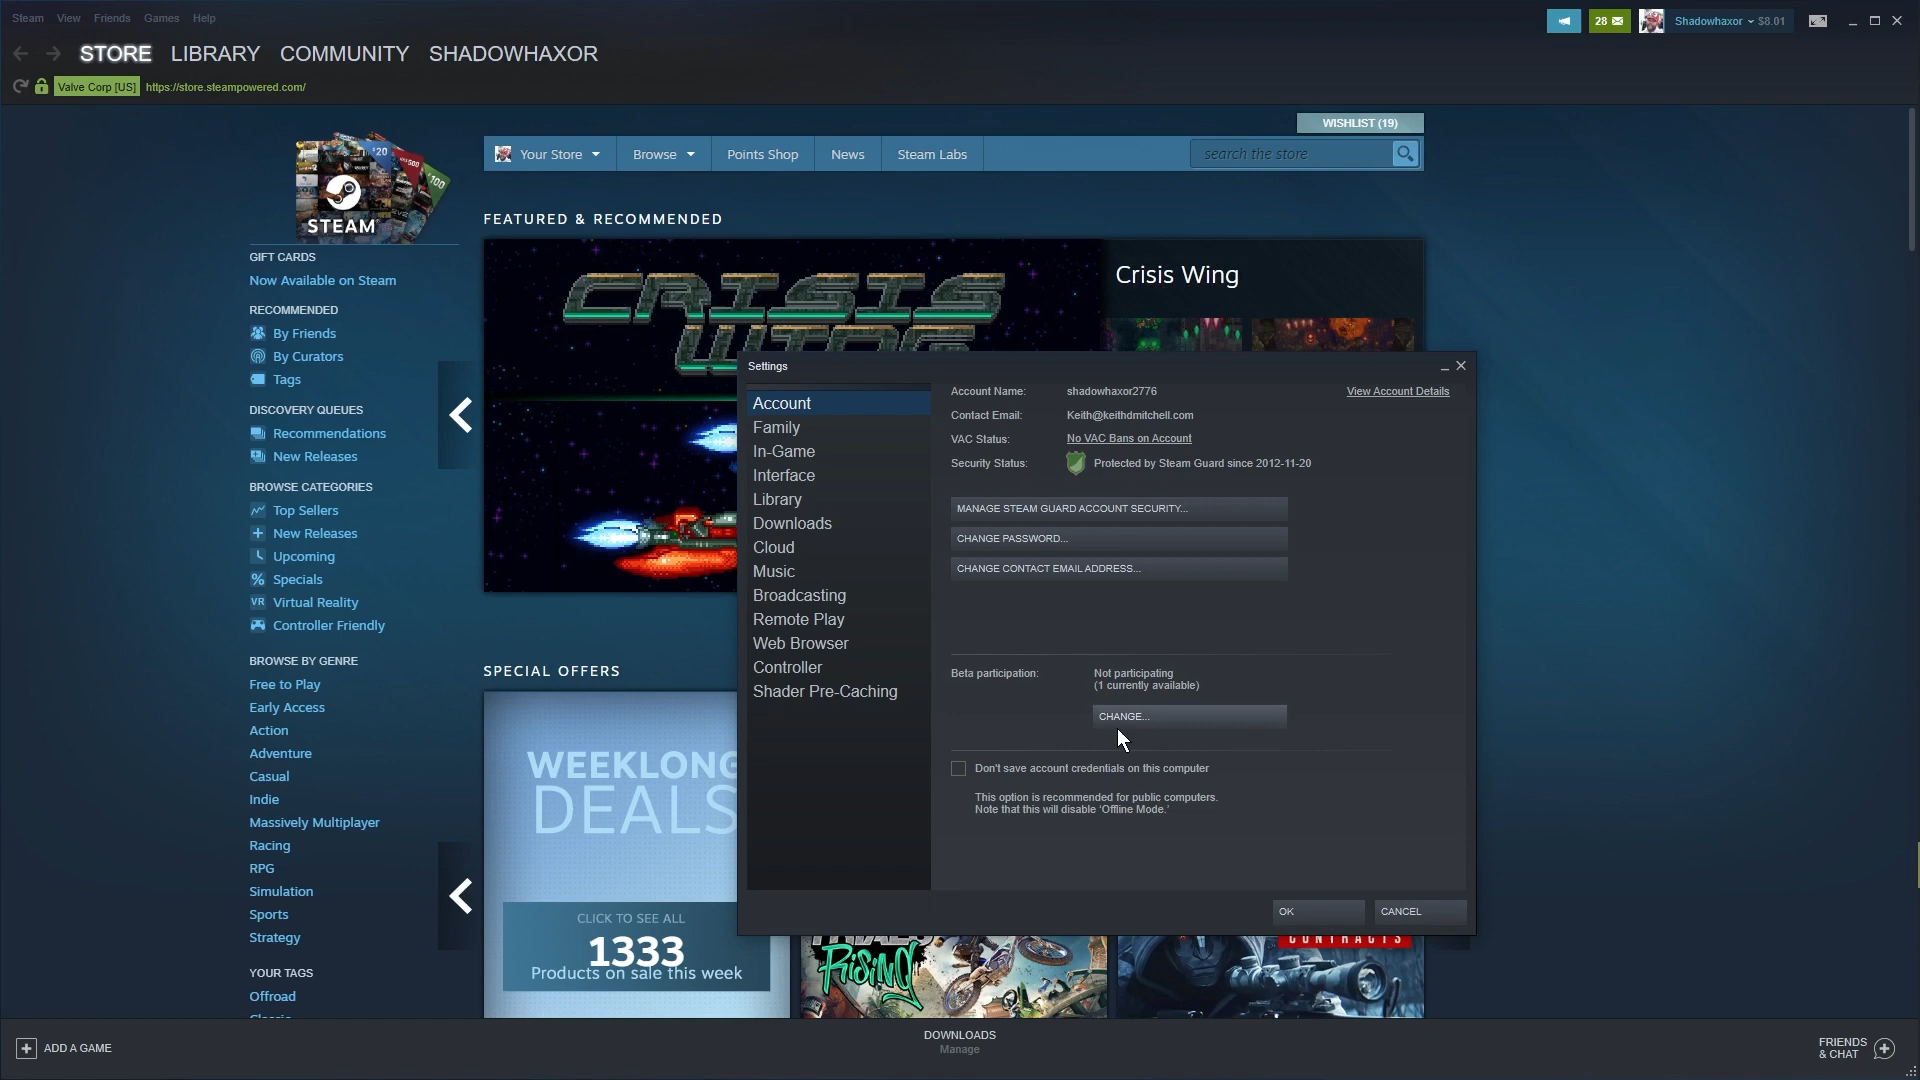 Steam View Friends Games Help
28
Shadowhaxor $8.01
STORE LIBRARY COMMUNITY SHADOWHAXOR
Valve Corp [US] https://store.steampowered.com/
WISHLIST (19)
Your Store Browse Points Shop News Steam Labs
search the store
$20
$100
STEAM
GIFT CARDS
Now Available on Steam
RECOMMENDED
By Friends
By Curators
Tags
DISCOVERY QUEUES
Recommendations
New Releases
BROWSE CATEGORIES
Top Sellers
New Releases
Upcoming
Specials
VR Virtual Reality
Controller Friendly
BROWSE BY GENRE
Free to Play
Early Access
Action
Adventure
Casual
Indie
Massively Multiplayer
Racing
RPG
Simulation
Sports
Strategy
YOUR TAGS
Offroad
FEATURED & RECOMMENDED
CRISIS
WING
Crisis Wing
SPECIAL OFFERS
WEEKLONG
DEALS
CLICK TO SEE ALL
1333
Products on sale this week
TRIALS
RISING
CONTRACTS
Settings
Account
Family
In-Game
Interface
Library
Downloads
Cloud
Music
Broadcasting
Remote Play
Web Browser
Controller
Shader Pre-Caching
Account Name: shadowhaxor2776 View Account Details
Contact Email: Keith@keithdmitchell.com
VAC Status: No VAC Bans on Account
Security Status: Protected by Steam Guard since 2012-11-20
MANAGE STEAM GUARD ACCOUNT SECURITY...
CHANGE PASSWORD...
CHANGE CONTACT EMAIL ADDRESS...
Beta participation: Not participating
(1 currently available)
CHANGE...
Don't save account credentials on this computer
This option is recommended for public computers.
Note that this will disable 'Offline Mode.'
OK CANCEL
ADD A GAME
DOWNLOADS
Manage
FRIENDS
& CHAT